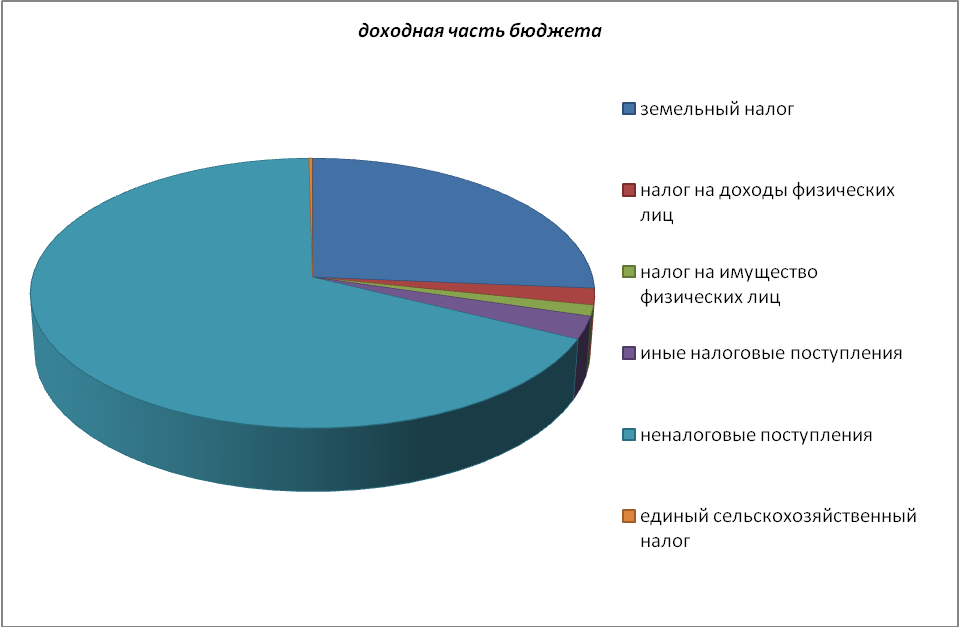 доходная часть бюджета
земельный налог
налог на доходы физических
лиц
налог на имущество
физических лиц
иные налоговые поступления
неналоговые поступления
единый сельскохозяйственный
налог